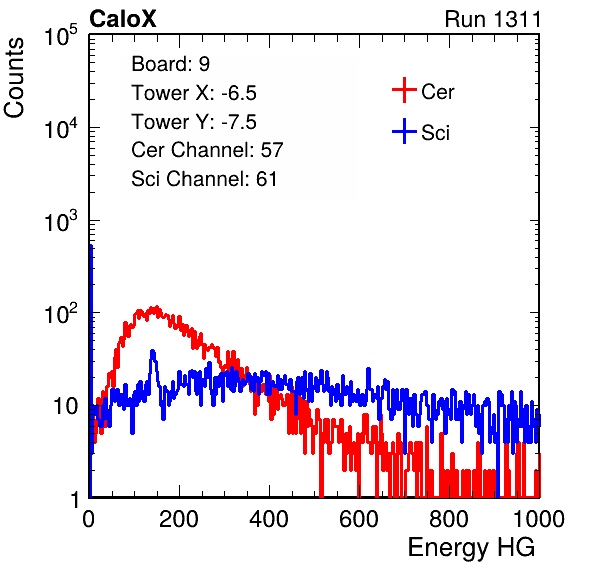 CaloX Run 1311
Counts
10^5
10^4
10^3
10^2
10
1
Board: 9
Tower X: -6.5
Tower Y: -7.5
Cer Channel: 57
Sci Channel: 61
Cer
Sci
0 200 400 600 800 1000
Energy HG